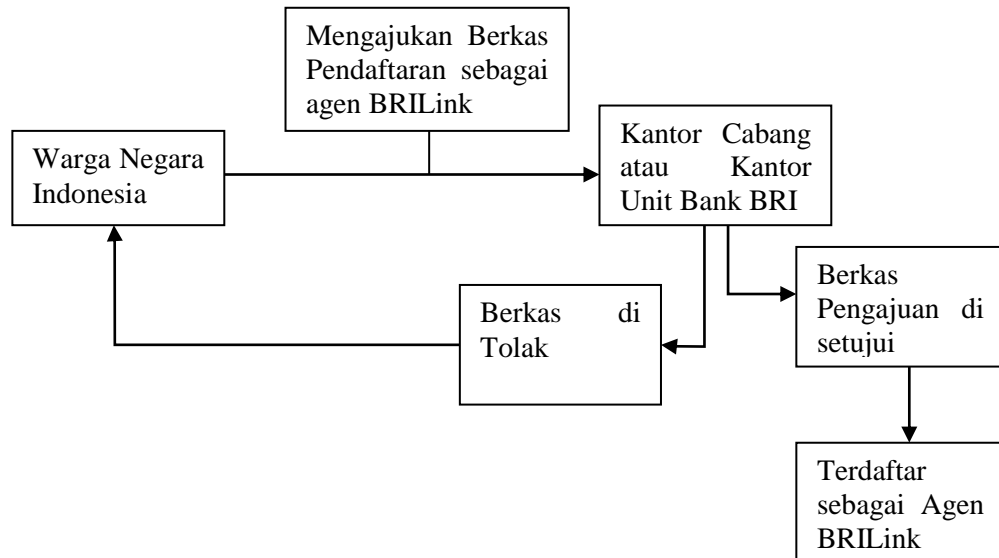 Mengajukan Berkas
Pendaftaran sebagai
agen BRILink
Warga Negara
Indonesia
Kantor Cabang
atau Kantor
Unit Bank BRI
Berkas di
Tolak
Berkas
Pengajuan di
setujui
Terdaftar
sebagai Agen
BRILink